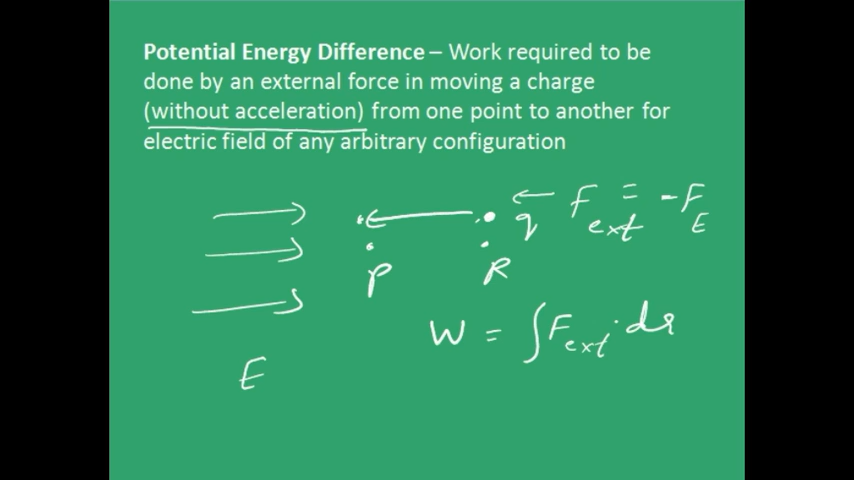 Potential Energy Difference – Work required to be
done by an external force in moving a charge
(without acceleration) from one point to another for
electric field of any arbitrary configuration
q F_ext = -F_E
P R
W = ∫F_ext · dr
E